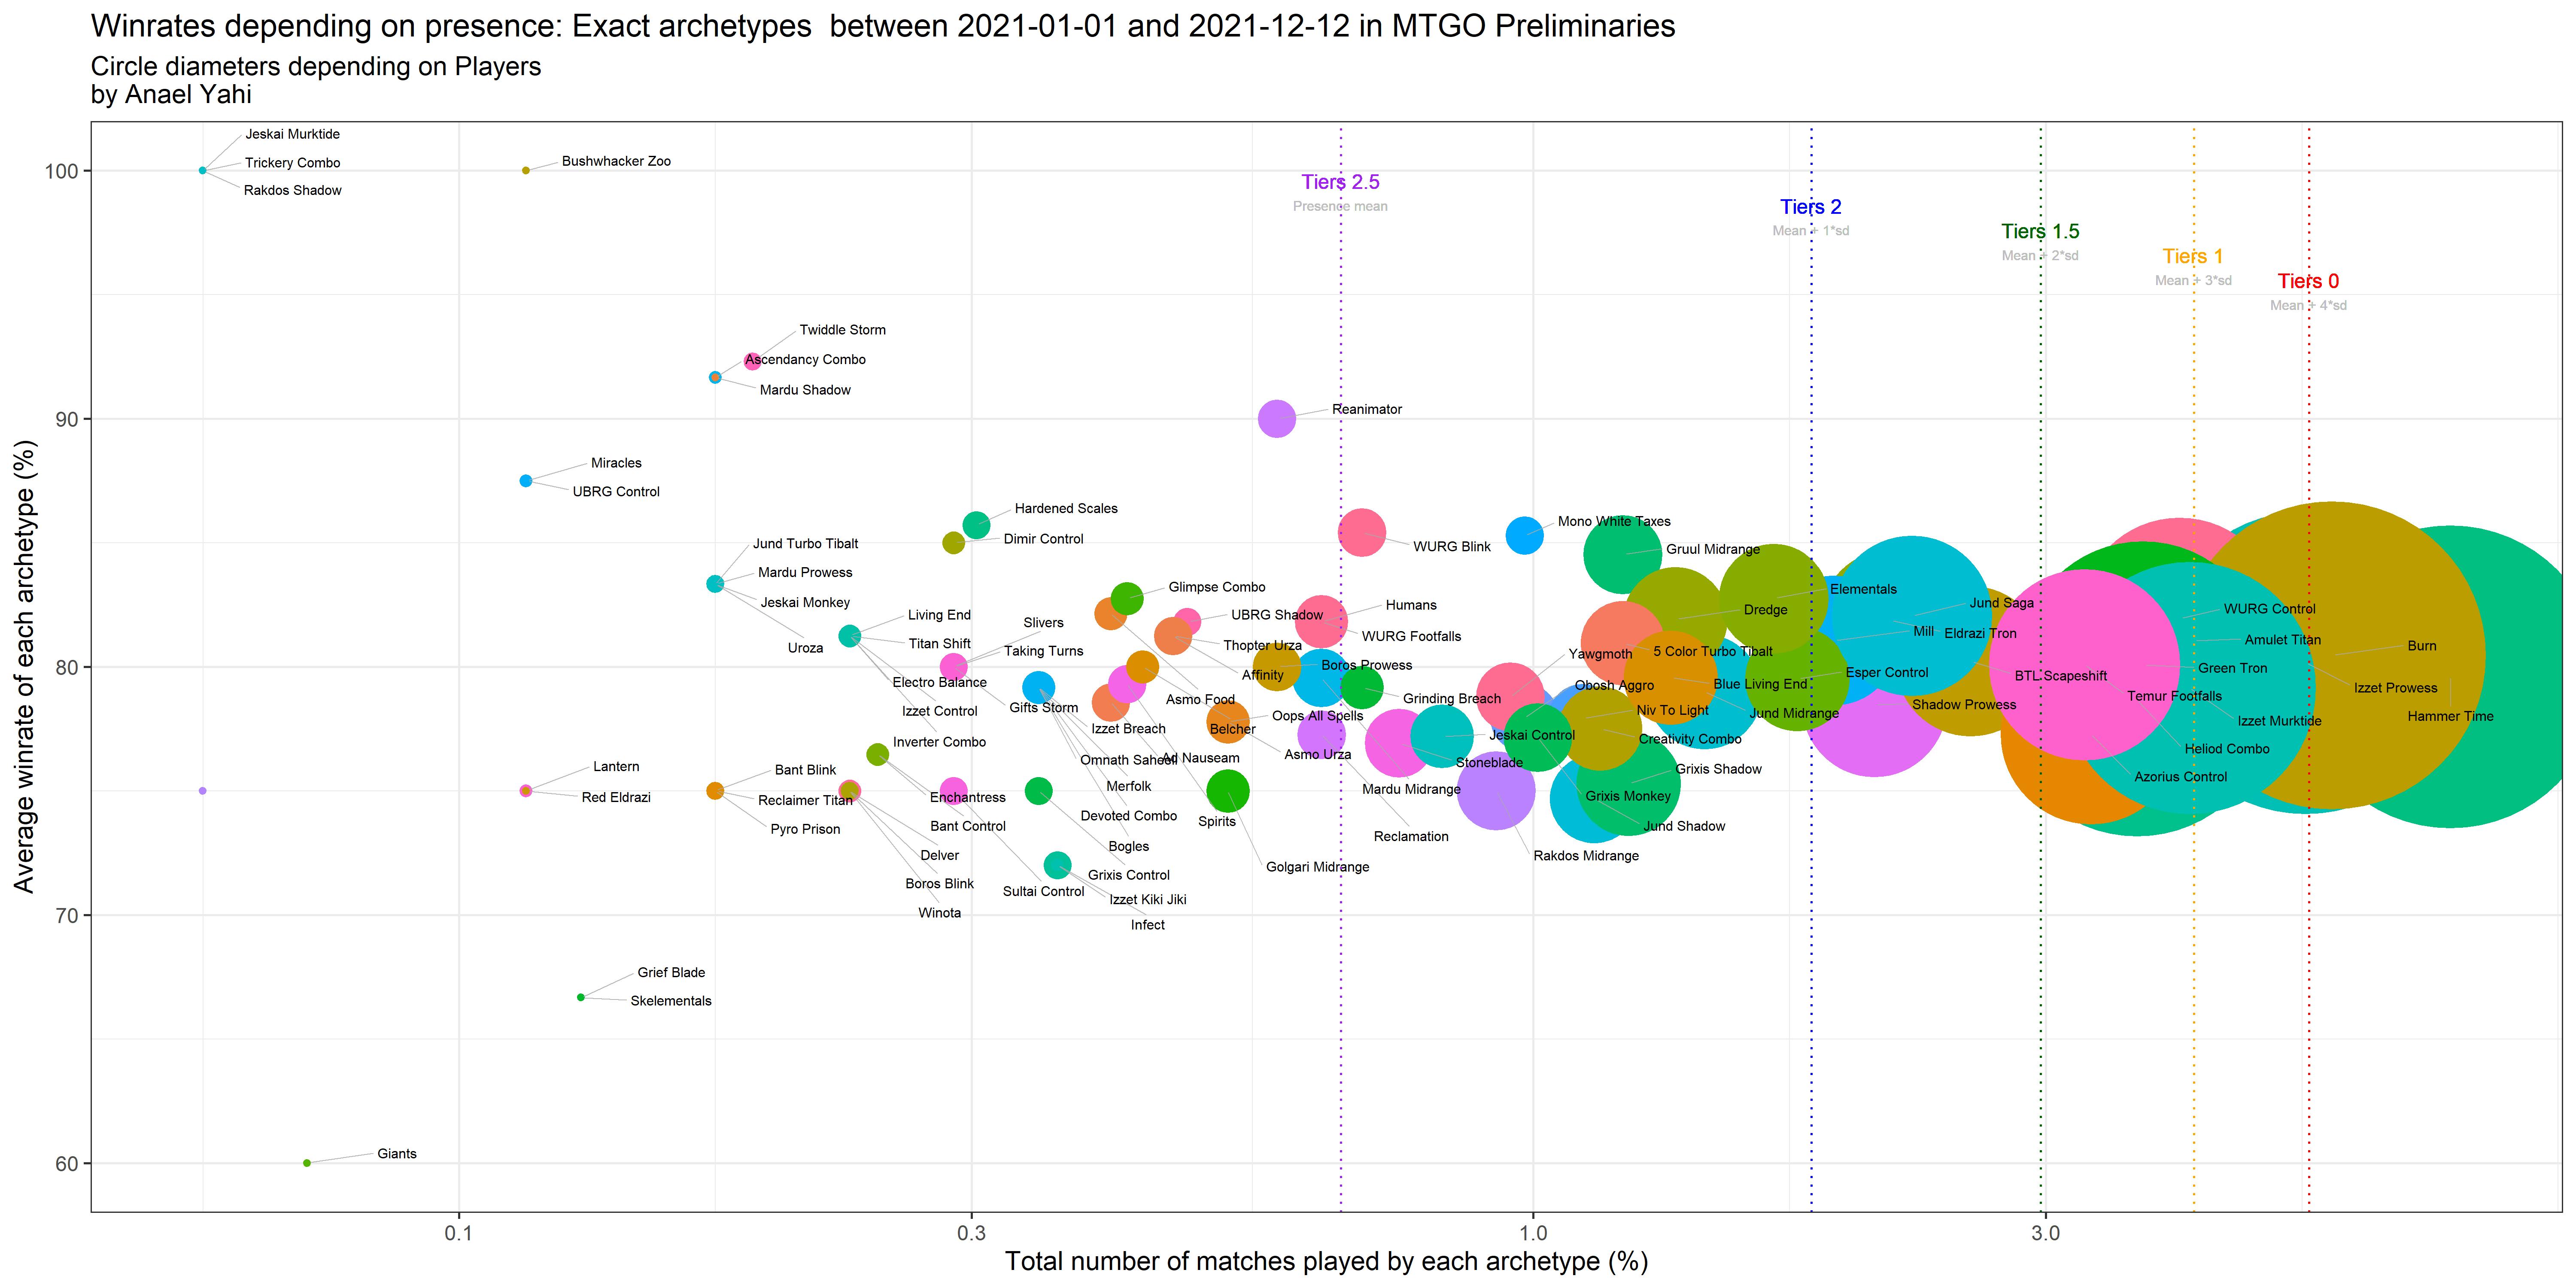 Winrates depending on presence: Exact archetypes  between 2021-01-01 and 2021-12-12 in MTGO Preliminaries
Circle diameters depending on Players
by Anael Yahi
Average winrate of each archetype (%)
100
90
80
70
60
Jeskai Murktide
Trickery Combo
Rakdos Shadow
Bushwhacker Zoo
Tiers 2.5
Presence mean
Tiers 2
Mean + 1*sd
Tiers 1.5
Mean + 2*sd
Tiers 1
Mean + 3*sd
Tiers 0
Mean + 4*sd
Twiddle Storm
Ascendancy Combo
Mardu Shadow
Reanimator
Miracles
UBRG Control
Hardened Scales
Dimir Control
Mono White Taxes
WURG Blink
Gruul Midrange
Jund Turbo Tibalt
Mardu Prowess
Jeskai Monkey
Uroza
Living End
Titan Shift
Electro Balance
Izzet Control
Inverter Combo
Slivers
Taking Turns
Gifts Storm
Glimpse Combo
UBRG Shadow
Thopter Urza
Affinity
Asmo Food
Humans
WURG Footfalls
Boros Prowess
Grinding Breach
Oops All Spells
Belcher
Asmo Urza
Izzet Breach
Ad Nauseam
Omnath Saheeli
Merfolk
Devoted Combo
Bogles
Spirits
Golgari Midrange
Mardu Midrange
Reclamation
Stoneblade
Jeskai Control
Yawgmoth
Obosh Aggro
5 Color Turbo Tibalt
Dredge
Elementals
Blue Living End
Niv To Light
Creativity Combo
Jund Midrange
Grixis Shadow
Grixis Monkey
Jund Shadow
Rakdos Midrange
Esper Control
Shadow Prowess
Mill
Eldrazi Tron
Jund Saga
BTL Scapeshift
WURG Control
Amulet Titan
Green Tron
Temur Footfalls
Izzet Murktide
Heliod Combo
Azorius Control
Burn
Izzet Prowess
Hammer Time
Lantern
Red Eldrazi
Bant Blink
Reclaimer Titan
Pyro Prison
Enchantress
Bant Control
Delver
Boros Blink
Winota
Sultai Control
Grixis Control
Izzet Kiki Jiki
Infect
Grief Blade
Skelementals
Giants
0.1
0.3
1.0
3.0
Total number of matches played by each archetype (%)